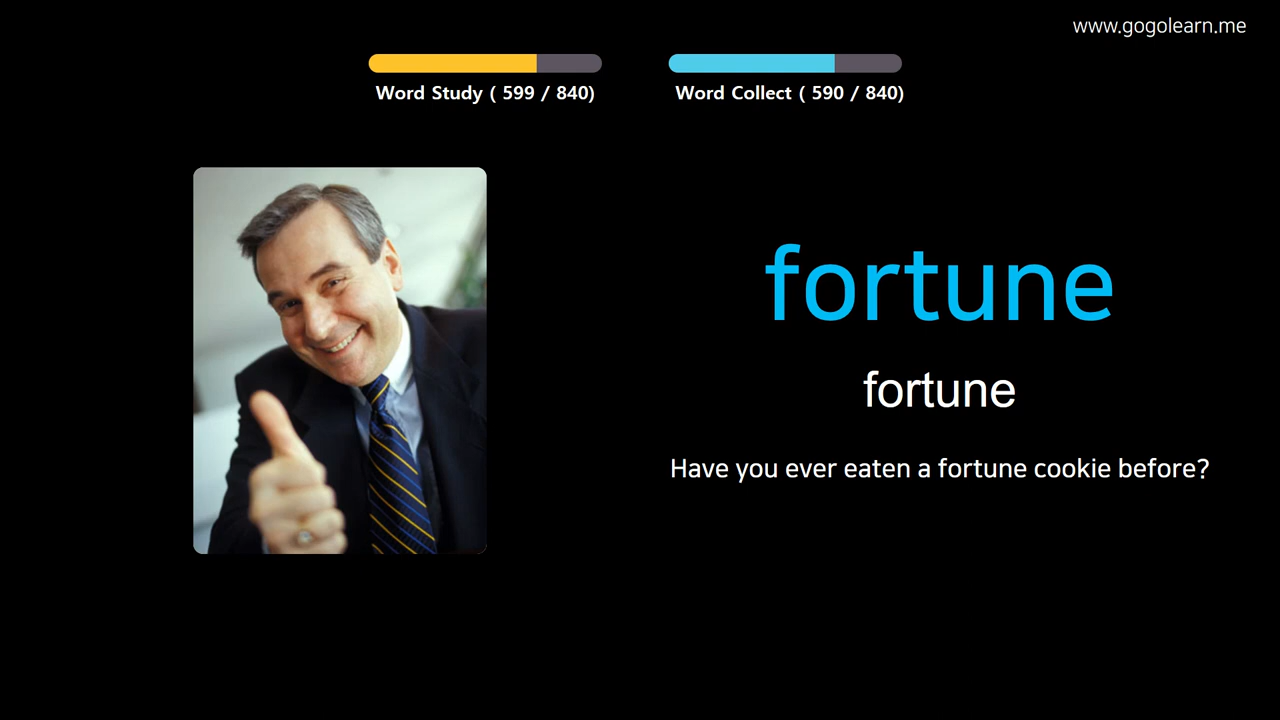 www.gogolearn.me
Word Study ( 599 / 840)
Word Collect ( 590 / 840)
fortune
fortune
Have you ever eaten a fortune cookie before?